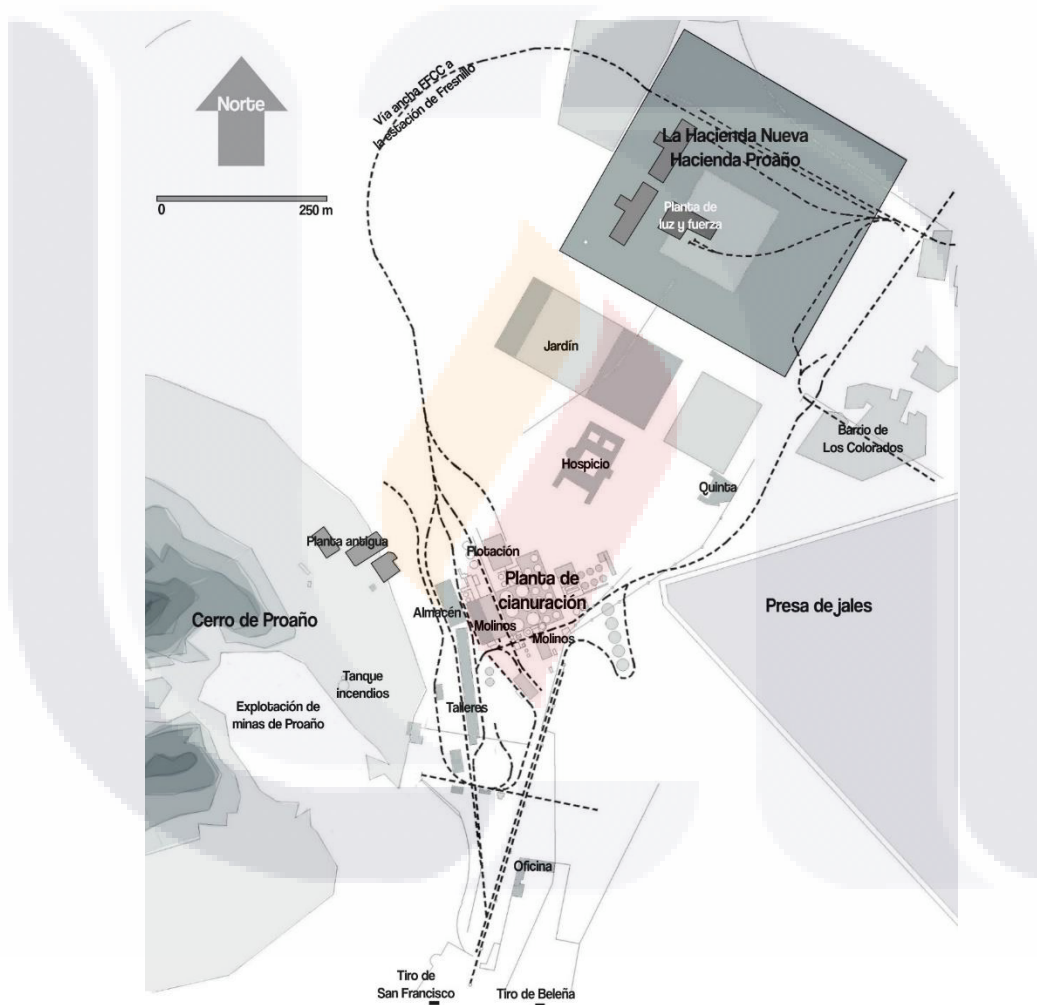 Norte
0 250 m
Vía ancha FFCC a
la estación de Fresnillo
La Hacienda Nueva
Hacienda Proaño
Planta de
luz y fuerza
Jardín
Hospicio
Barrio de
Los Colorados
Quinta
Planta antigua
Flotación
Planta de
cianuración
Cerro de Proaño
Almacén
Molinos
Molinos
Presa de jales
Tanque
incendios
Explotación de
minas de Proaño
Talleres
Oficina
Tiro de
San Francisco
Tiro de Beleña